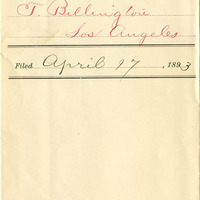 T. Billington
Los Angeles
Filed April 17, 1893